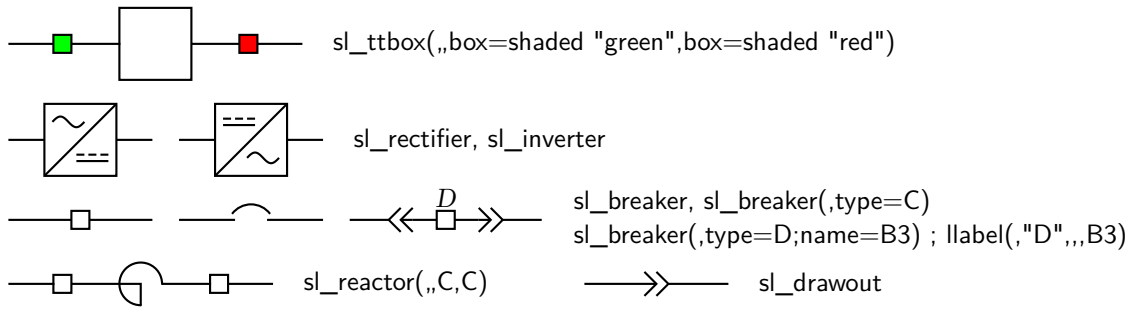 sl_ttbox(,,box=shaded "green",box=shaded "red")
sl_rectifier, sl_inverter
D
sl_breaker, sl_breaker(,type=C)
sl_breaker(,type=D;name=B3) ; llabel(,"D",,,B3)
sl_reactor(,,C,C)
sl_drawout